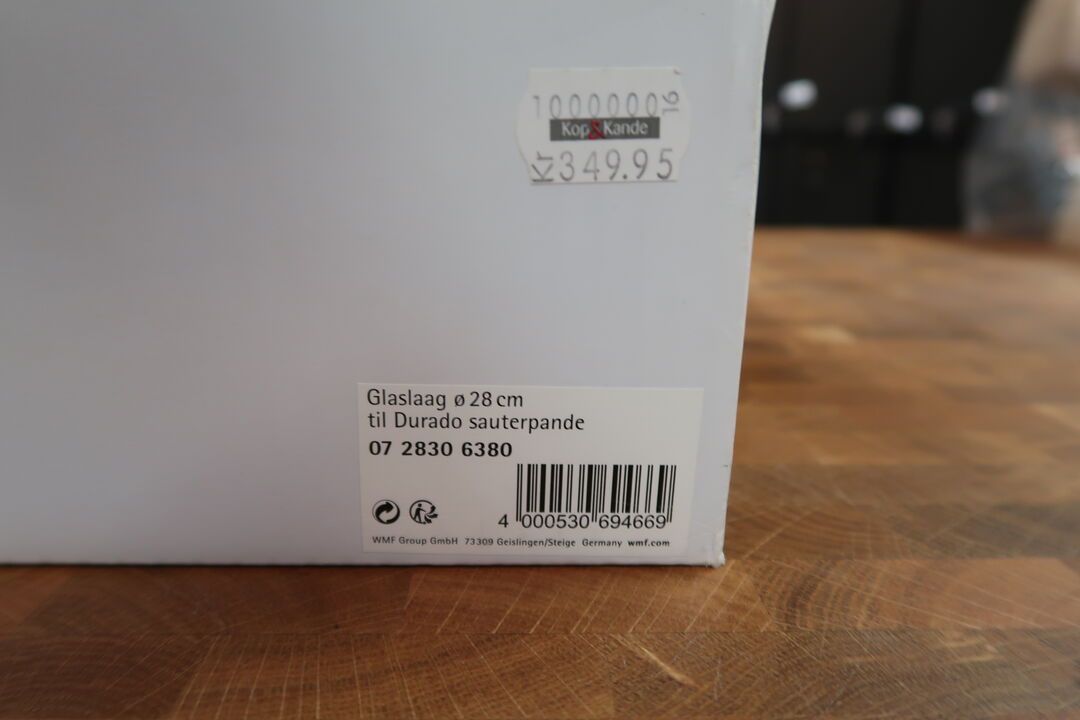 1000000 16
Kop&Kande
Kr 349.95
Glaslaag ø 28 cm
til Durado sauterpande
07 2830 6380
4 000530 694669
WMF Group GmbH 73309 Geislingen/Steige Germany wmf.com